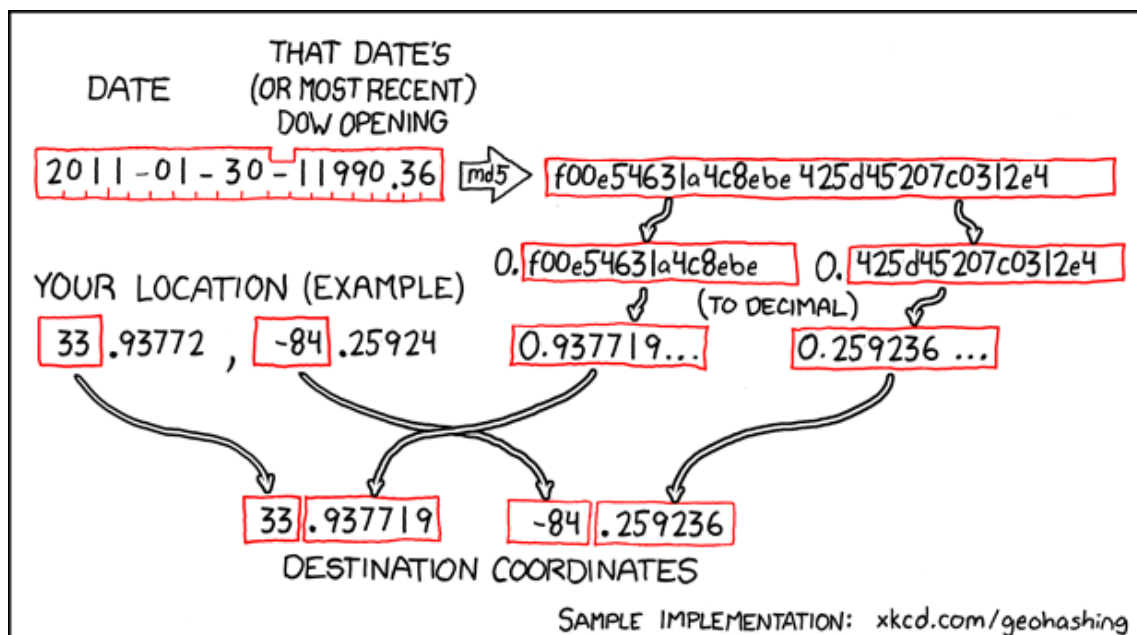 DATE
THAT DATE'S
(OR MOST RECENT)
DOW OPENING
2011-01-30-11990.36
md5
f00e54631a4c8ebe 425d45207c0312e4
0.f00e54631a4c8ebe
0.425d45207c0312e4
YOUR LOCATION (EXAMPLE)
(TO DECIMAL)
33.93772, -84.25924
0.937719...
0.259236 ...
33.937719
-84.259236
DESTINATION COORDINATES
SAMPLE IMPLEMENTATION: xkcd.com/geohashing